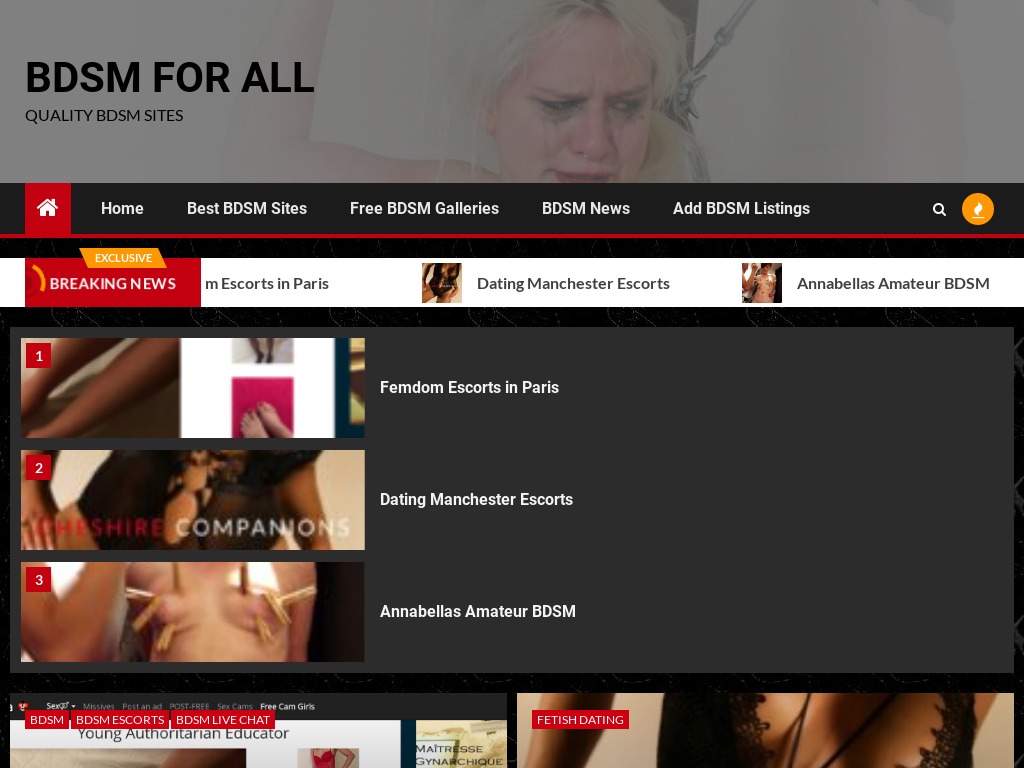 BDSM FOR ALL
QUALITY BDSM SITES
Home Best BDSM Sites Free BDSM Galleries BDSM News Add BDSM Listings
EXCLUSIVE
BREAKING NEWS m Escorts in Paris Dating Manchester Escorts Annabellas Amateur BDSM
1
Femdom Escorts in Paris
2
Dating Manchester Escorts
CHESHIRE COMPANIONS
3
Annabellas Amateur BDSM
Missives Post an ad POST-FREE Sex Cams Free Cam Girls
BDSM BDSM ESCORTS BDSM LIVE CHAT
FETISH DATING
Young Authoritarian Educator
MAÎTRESSE
GYNARCHIQUE